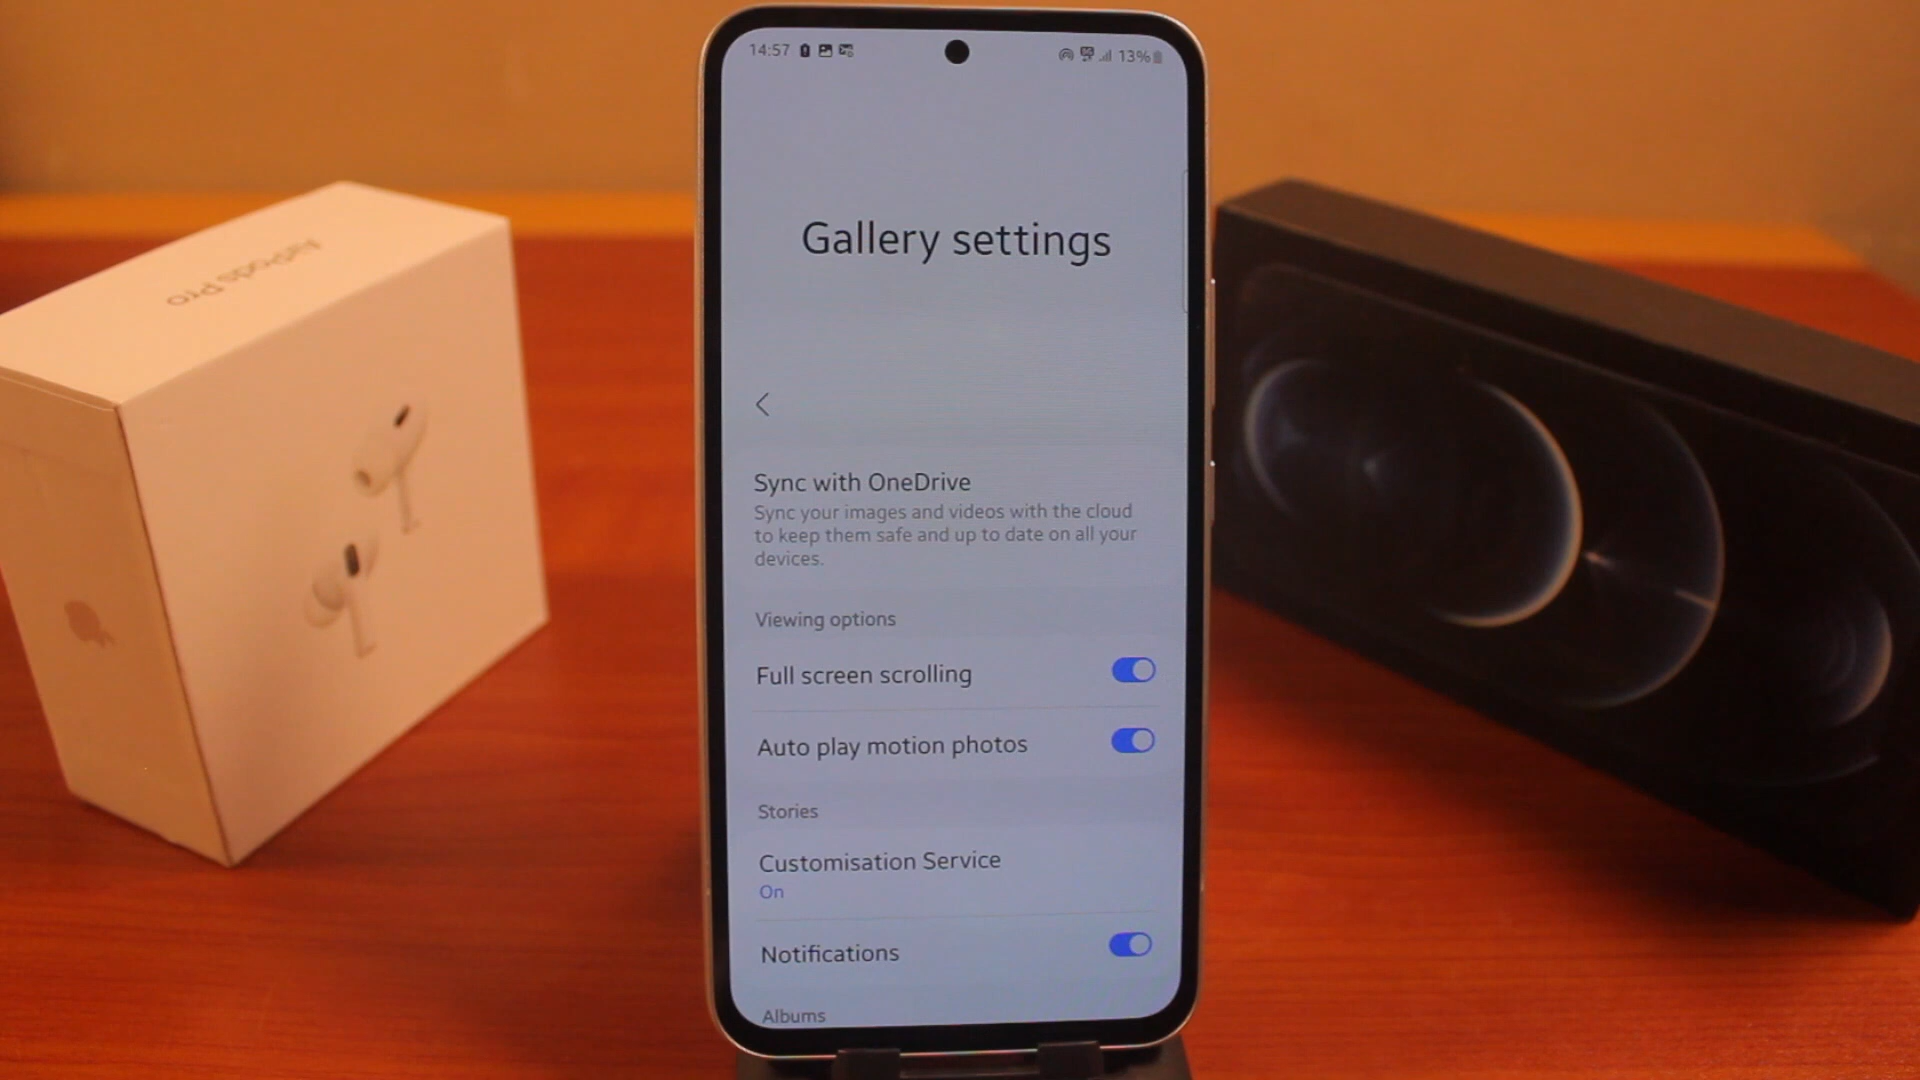 14:57
13%
Gallery settings
Sync with OneDrive
Sync your images and videos with the cloud
to keep them safe and up to date on all your
devices.
Viewing options
Full screen scrolling
Auto play motion photos
Stories
Customisation Service
On
Notifications
Albums
AirPods Pro